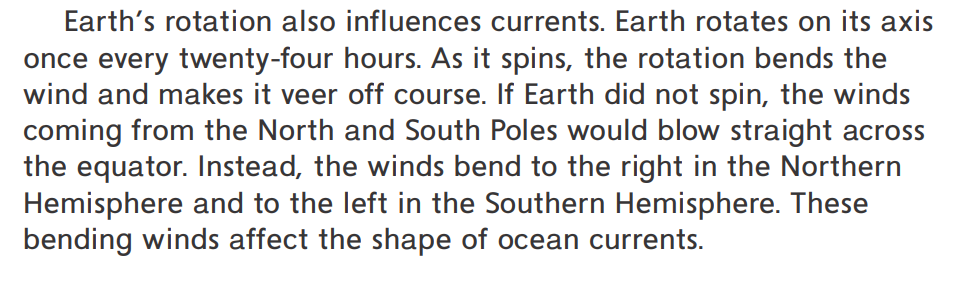 Earth’s rotation also influences currents. Earth rotates on its axis
once every twenty-four hours. As it spins, the rotation bends the
wind and makes it veer off course. If Earth did not spin, the winds
coming from the North and South Poles would blow straight across
the equator. Instead, the winds bend to the right in the Northern
Hemisphere and to the left in the Southern Hemisphere. These
bending winds affect the shape of ocean currents.